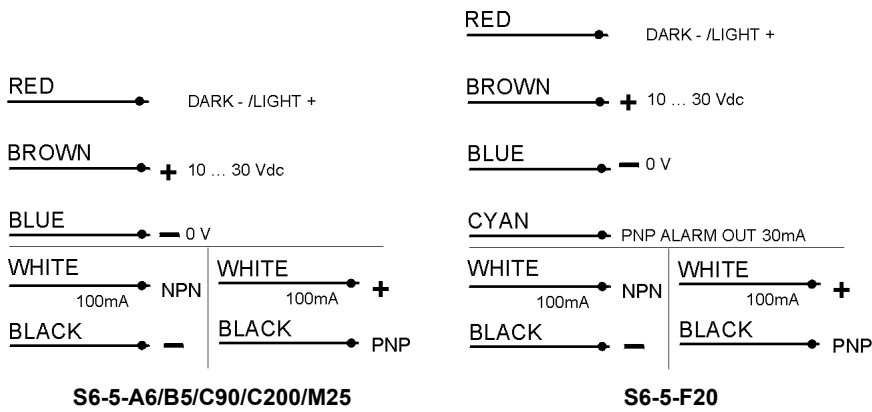 RED
DARK - /LIGHT +
BROWN
+ 10 ... 30 Vdc
BLUE
- 0 V
WHITE
100mA
NPN
BLACK
-
WHITE
100mA
+
BLACK
PNP
S6-5-A6/B5/C90/C200/M25
RED
DARK - /LIGHT +
BROWN
+ 10 ... 30 Vdc
BLUE
- 0 V
CYAN
PNP ALARM OUT 30mA
WHITE
100mA
NPN
BLACK
-
WHITE
100mA
+
BLACK
PNP
S6-5-F20